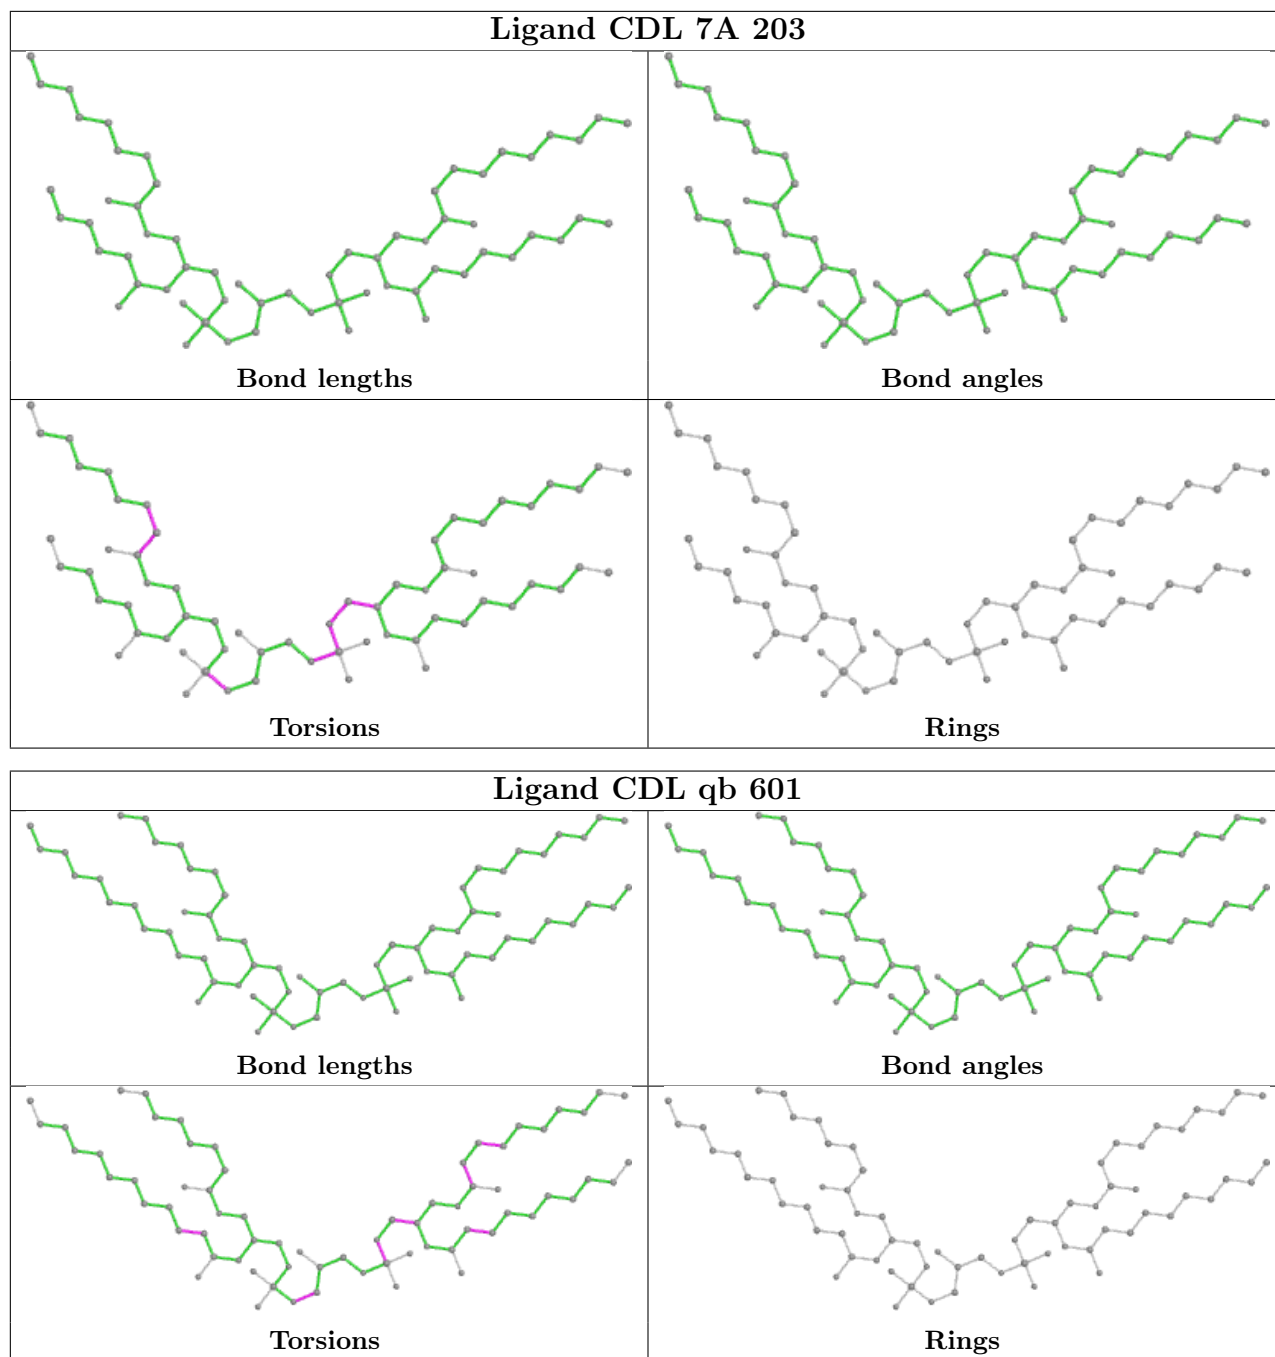 Ligand CDL 7A 203
Bond lengths
Bond angles
Torsions
Rings
Ligand CDL qb 601
Bond lengths
Bond angles
Torsions
Rings